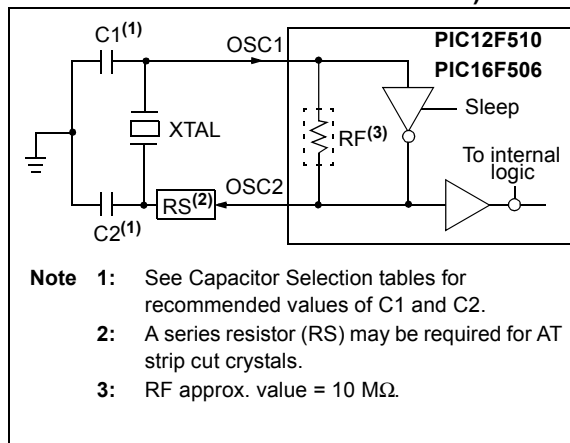 C1(1)
OSC1
PIC12F510
PIC16F506
Sleep
XTAL
RF(3)
To internal
logic
OSC2
RS(2)
C2(1)
Note 1: See Capacitor Selection tables for
recommended values of C1 and C2.
2: A series resistor (RS) may be required for AT
strip cut crystals.
3: RF approx. value = 10 MΩ.